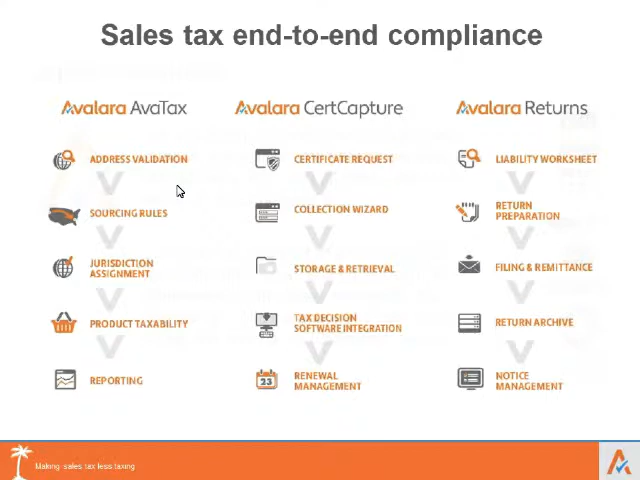 Sales tax end-to-end compliance
Avalara AvaTax
ADDRESS VALIDATION
SOURCING RULES
JURISDICTION
ASSIGNMENT
PRODUCT TAXABILITY
REPORTING
Avalara CertCapture
CERTIFICATE REQUEST
COLLECTION WIZARD
STORAGE & RETRIEVAL
TAX DECISION
SOFTWARE INTEGRATION
23
RENEWAL
MANAGEMENT
Avalara Returns
LIABILITY WORKSHEET
RETURN
PREPARATION
FILING & REMITTANCE
RETURN ARCHIVE
NOTICE
MANAGEMENT
Making sales tax less taxing